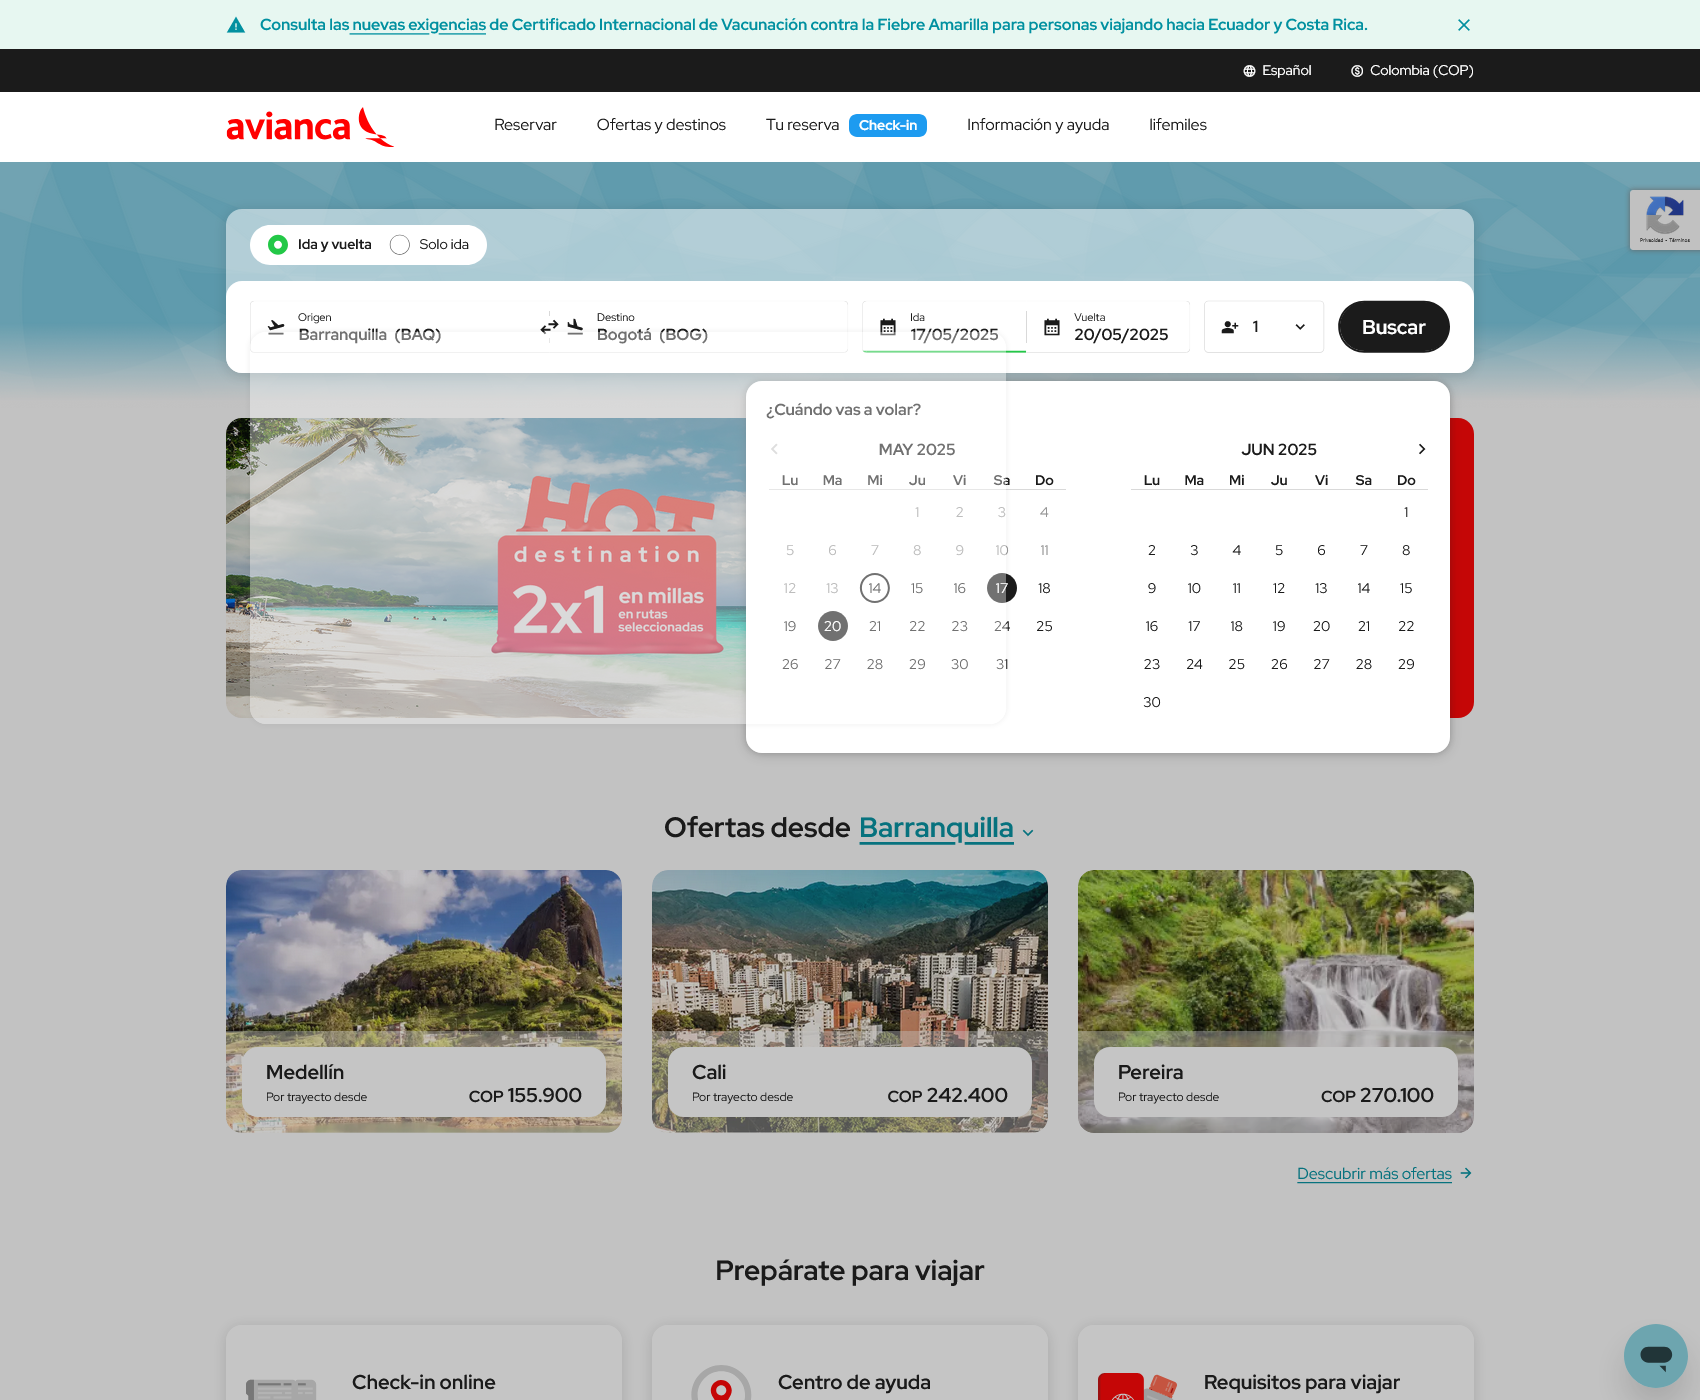 Consulta las nuevas exigencias de Certificado Internacional de Vacunación contra la Fiebre Amarilla para personas viajando hacia Ecuador y Costa Rica.
Español Colombia (COP)
avianca Reservar Ofertas y destinos Tu reserva Check-in Información y ayuda lifemiles
Privacidad - Términos
Ida y vuelta Solo ida
Origen Destino Ida Vuelta
Barranquilla (BAQ) Bogotá (BOG) 17/05/2025 20/05/2025 1 Buscar
¿Cuándo vas a volar?
MAY 2025 JUN 2025
Lu Ma Mi Ju Vi Sa Do Lu Ma Mi Ju Vi Sa Do
1 2 3 4 1
5 6 7 8 9 10 11 2 3 4 5 6 7 8
12 13 14 15 16 17 18 9 10 11 12 13 14 15
19 20 21 22 23 24 25 16 17 18 19 20 21 22
26 27 28 29 30 31 23 24 25 26 27 28 29
30
HOT
destination
2x1 en millas
en rutas
seleccionadas
Ofertas desde Barranquilla
Medellín
Por trayecto desde COP 155.900
Cali
Por trayecto desde COP 242.400
Pereira
Por trayecto desde COP 270.100
Descubrir más ofertas
Prepárate para viajar
Check-in online Centro de ayuda Requisitos para viajar